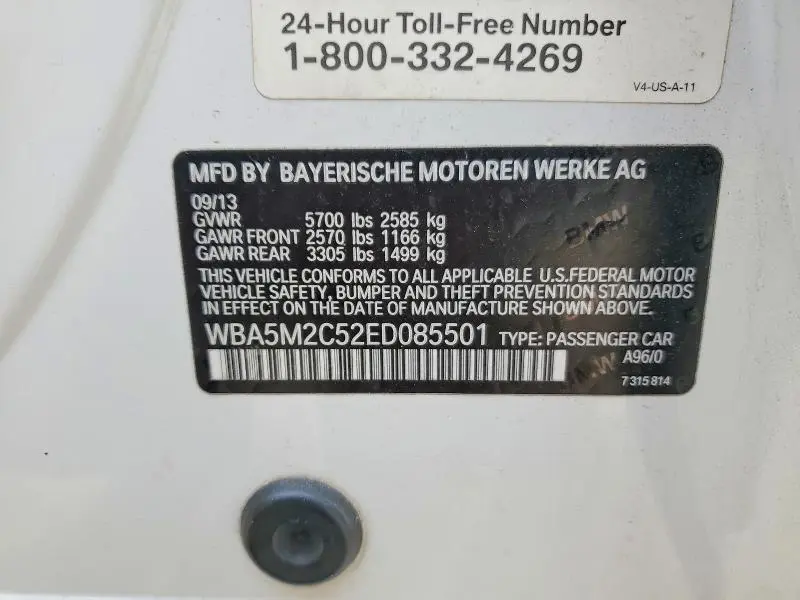 24-Hour Toll-Free Number
1-800-332-4269
V4-US-A-11
MFD BY BAYERISCHE MOTOREN WERKE AG
09/13
GVWR 5700 lbs 2585 kg
GAWR FRONT 2570 lbs 1166 kg
GAWR REAR 3305 lbs 1499 kg
BMW
THIS VEHICLE CONFORMS TO ALL APPLICABLE U.S.FEDERAL MOTOR
VEHICLE SAFETY, BUMPER AND THEFT PREVENTION STANDARDS
IN EFFECT ON THE DATE OF MANUFACTURE SHOWN ABOVE.
WBA5M2C52ED085501 TYPE: PASSENGER CAR
A96/0
BMW
7315814